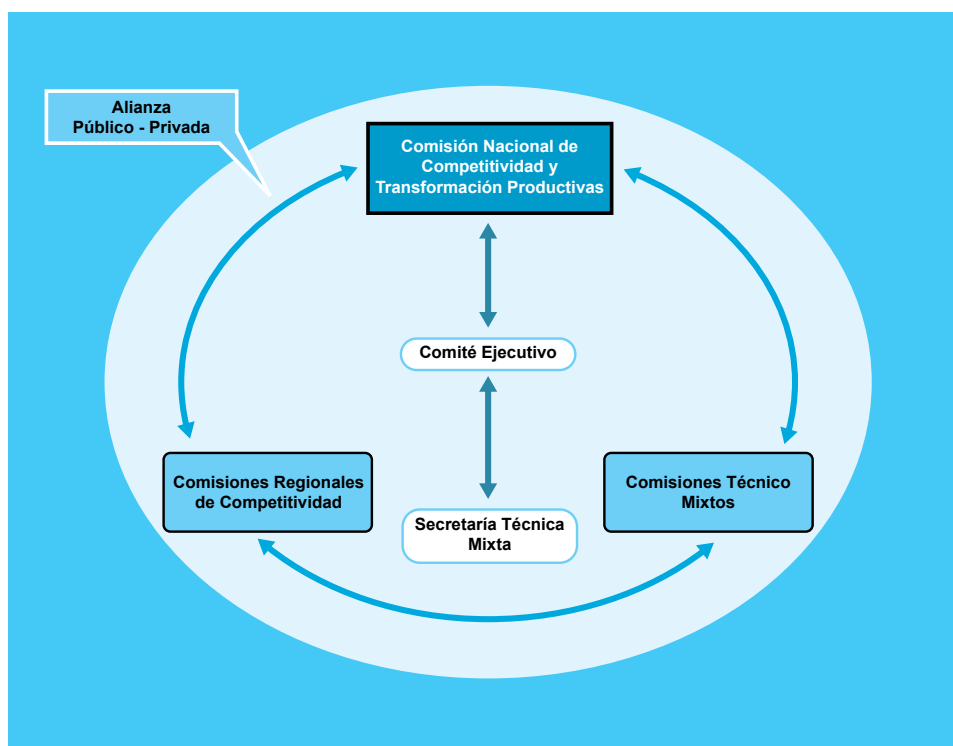 Alianza
Público - Privada
Comisión Nacional de
Competitividad y
Transformación Productivas
Comité Ejecutivo
Comisiones Regionales
de Competitividad
Comisiones Técnico
Mixtos
Secretaría Técnica
Mixta